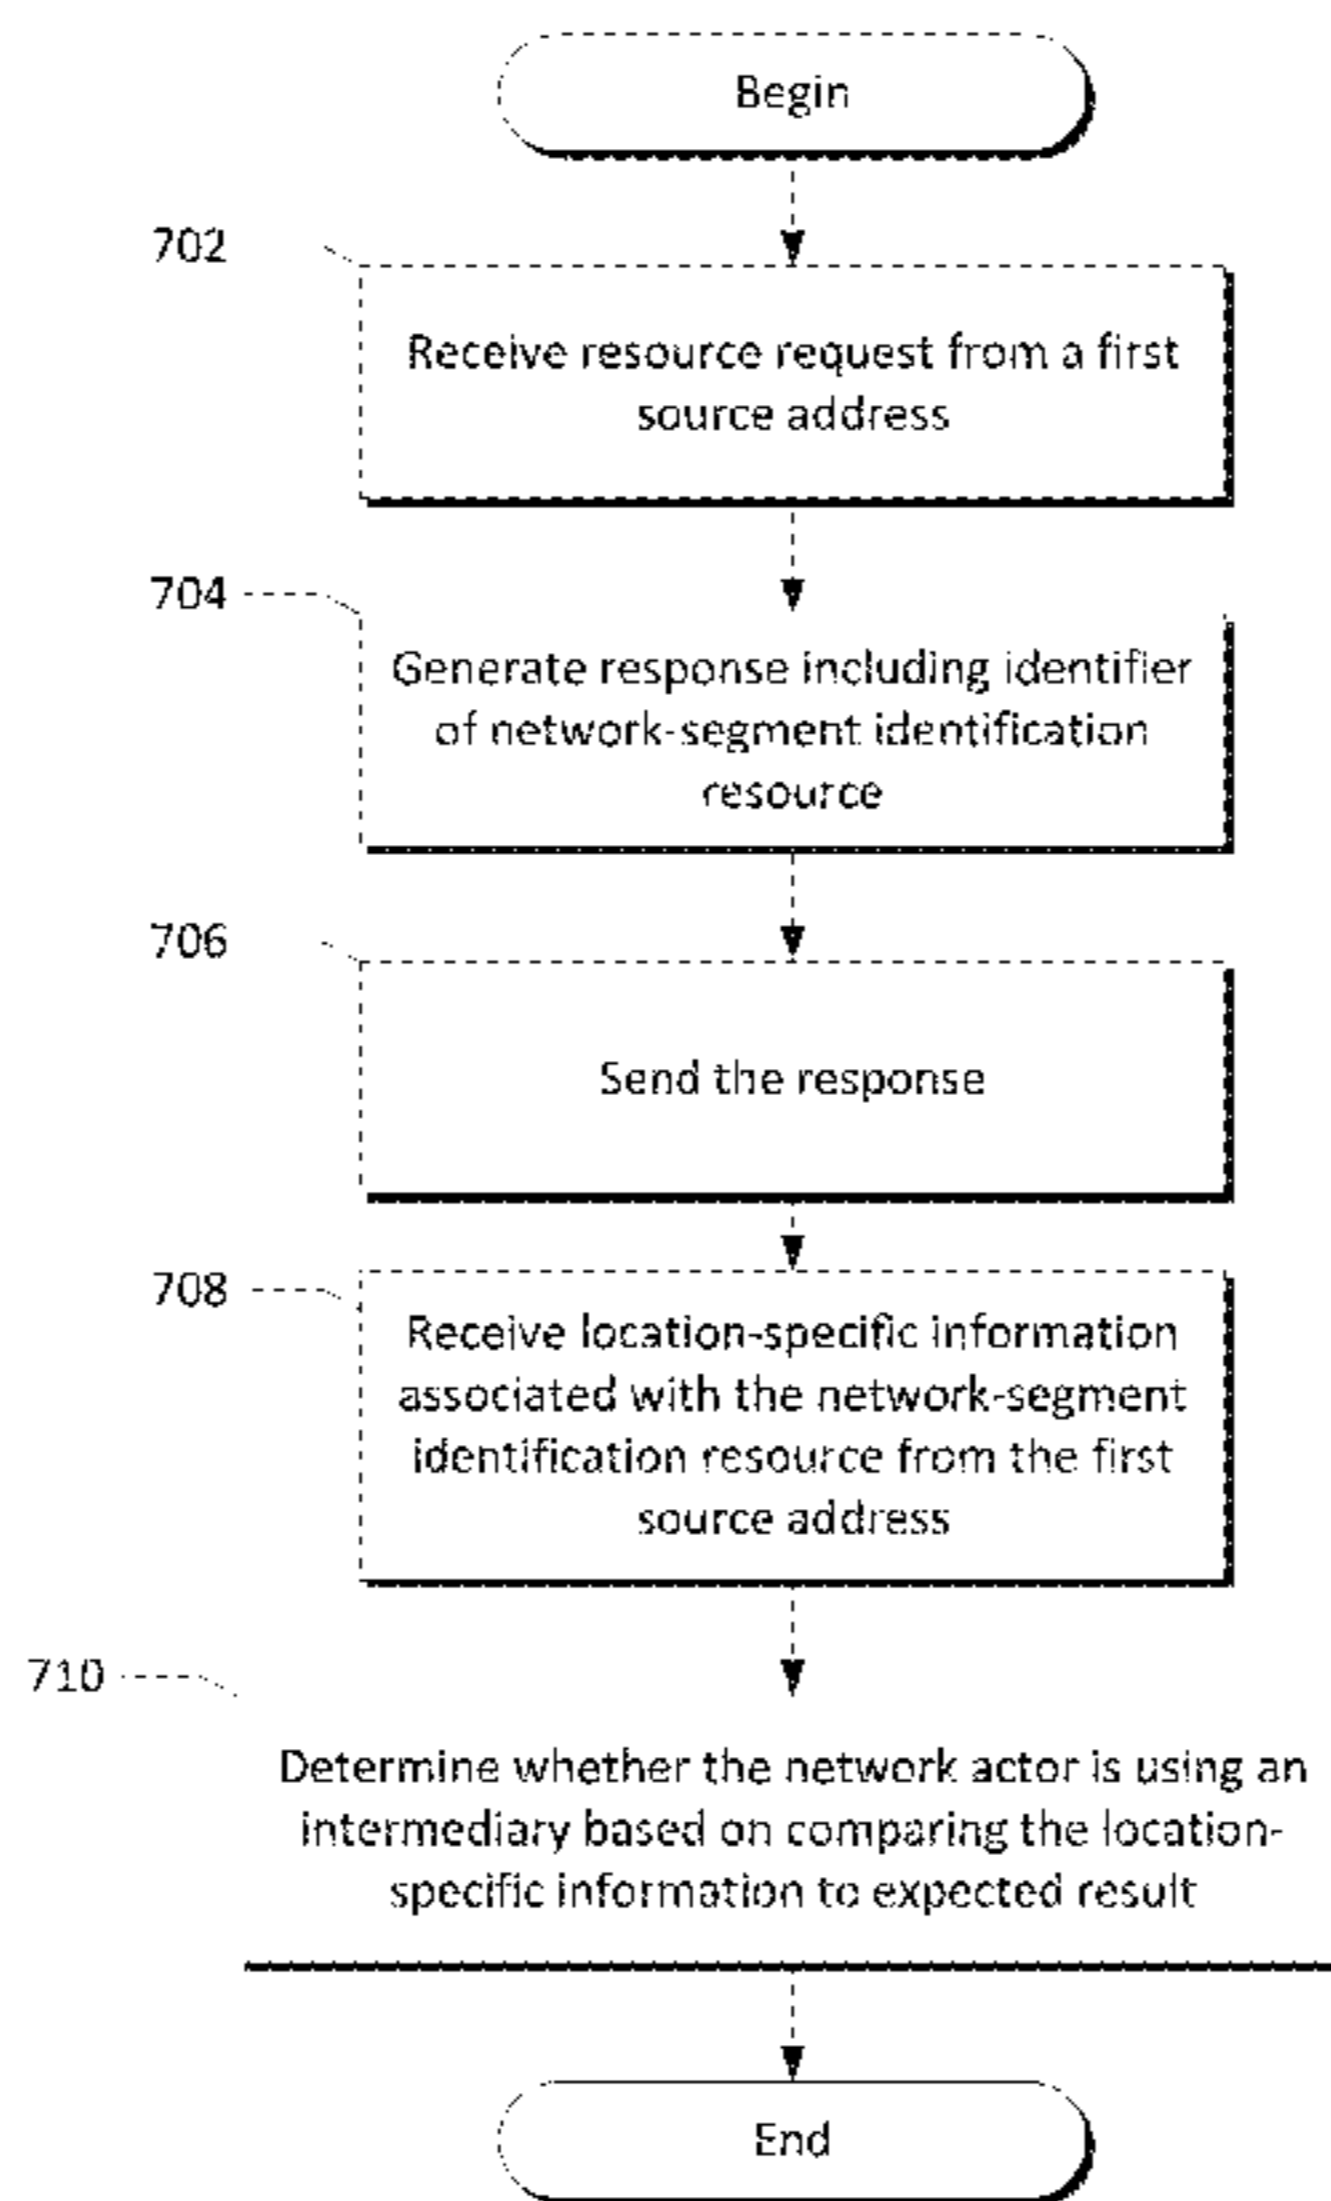 Begin
702
Receive resource request from a first
source address
704
Generate response including identifier
of network-segment identification
resource
706
Send the response
708
Receive location-specific information
associated with the network-segment
identification resource from the first
source address
710
Determine whether the network actor is using an
intermediary based on comparing the location-
specific information to expected result
End